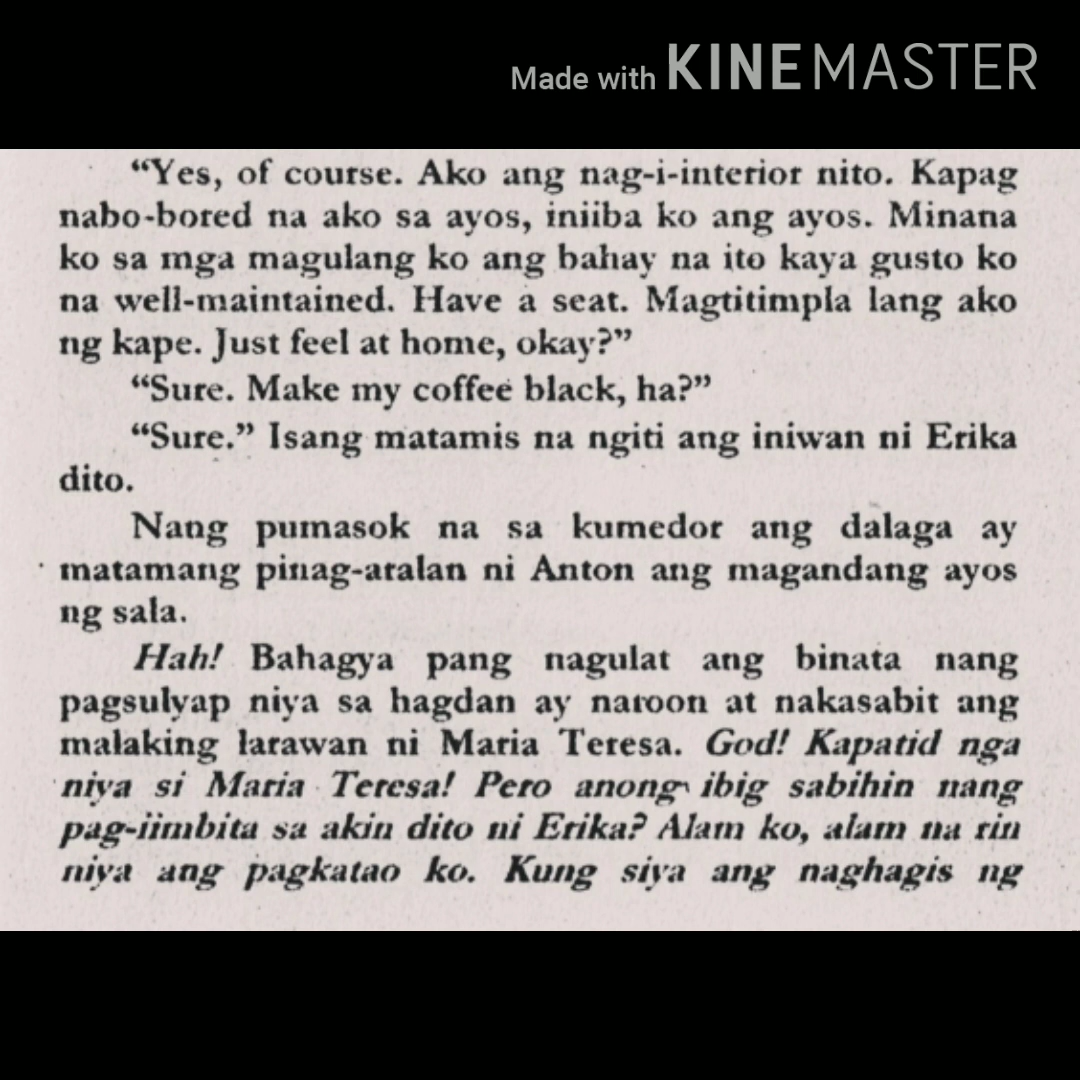 Made with KINEMASTER
“Yes, of course. Ako ang nag-i-interior nito. Kapag
nabo-bored na ako sa ayos, iniiba ko ang ayos. Minana
ko sa mga magulang ko ang bahay na ito kaya gusto ko
na well-maintained. Have a seat. Magtitimpla lang ako
ng kape. Just feel at home, okay?”
“Sure. Make my coffee black, ha?”
“Sure.” Isang matamis na ngiti ang iniwan ni Erika
dito.
Nang pumasok na sa kumedor ang dalaga ay
matamang pinag-aralan ni Anton ang magandang ayos
ng sala.
Hah! Bahagya pang nagulat ang binata nang
pagsulyap niya sa hagdan ay naroon at nakasabit ang
malaking larawan ni Maria Teresa. God! Kapatid nga
niya si Maria Teresa! Pero anong ibig sabihin nang
pag-iimbita sa akin dito ni Erika? Alam ko, alam na rin
niya ang pagkatao ko. Kung siya ang naghagis ng